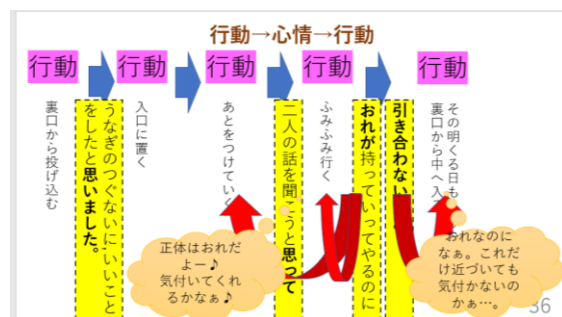 行動→心情→行動
行動
行動
行動
行動
行動
裏口から投げ込む
うなぎのつぐないにいいこと
をしたと思いました。
入口に置く
あとをつけていく
二人の話を聞こうと思って
ふみふみ行く
おれが持っていってやるのに
引き合わない
その明くる日も
裏口から中へ入
正体はおれだ
よー♪
気付いてくれ
るかなぁ♪
おれなのに
なぁ。これだ
け近づいても
気付かないの
かぁ…。
36